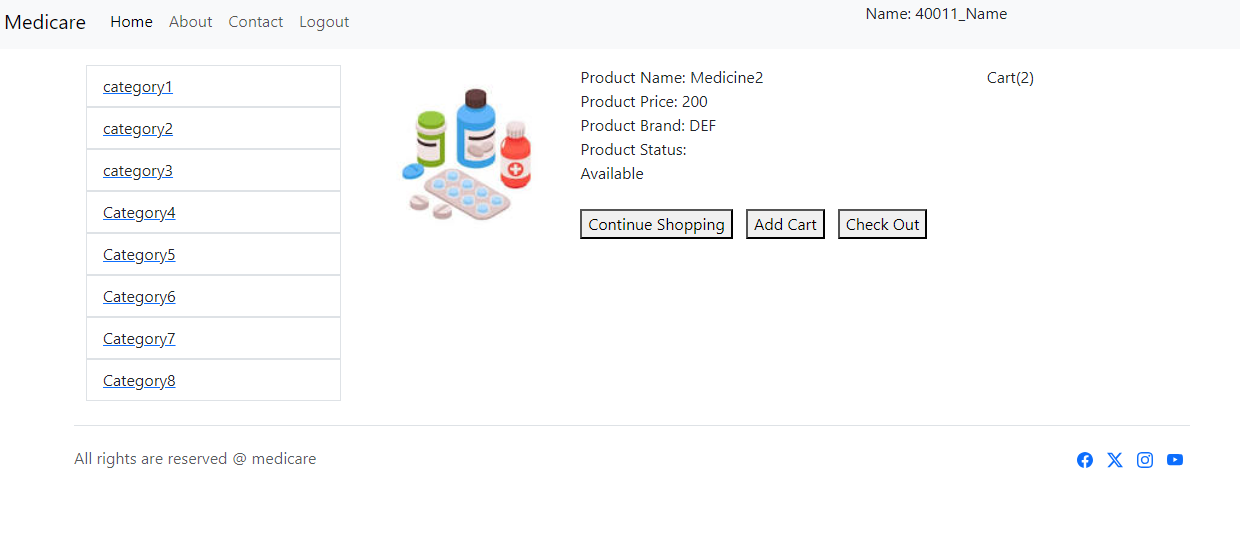 Medicare Home About Contact Logout Name: 40011_Name
category1
category2
category3
Category4
Category5
Category6
Category7
Category8
Product Name: Medicine2
Product Price: 200
Product Brand: DEF
Product Status:
Available
Continue Shopping Add Cart Check Out
Cart(2)
All rights are reserved @ medicare